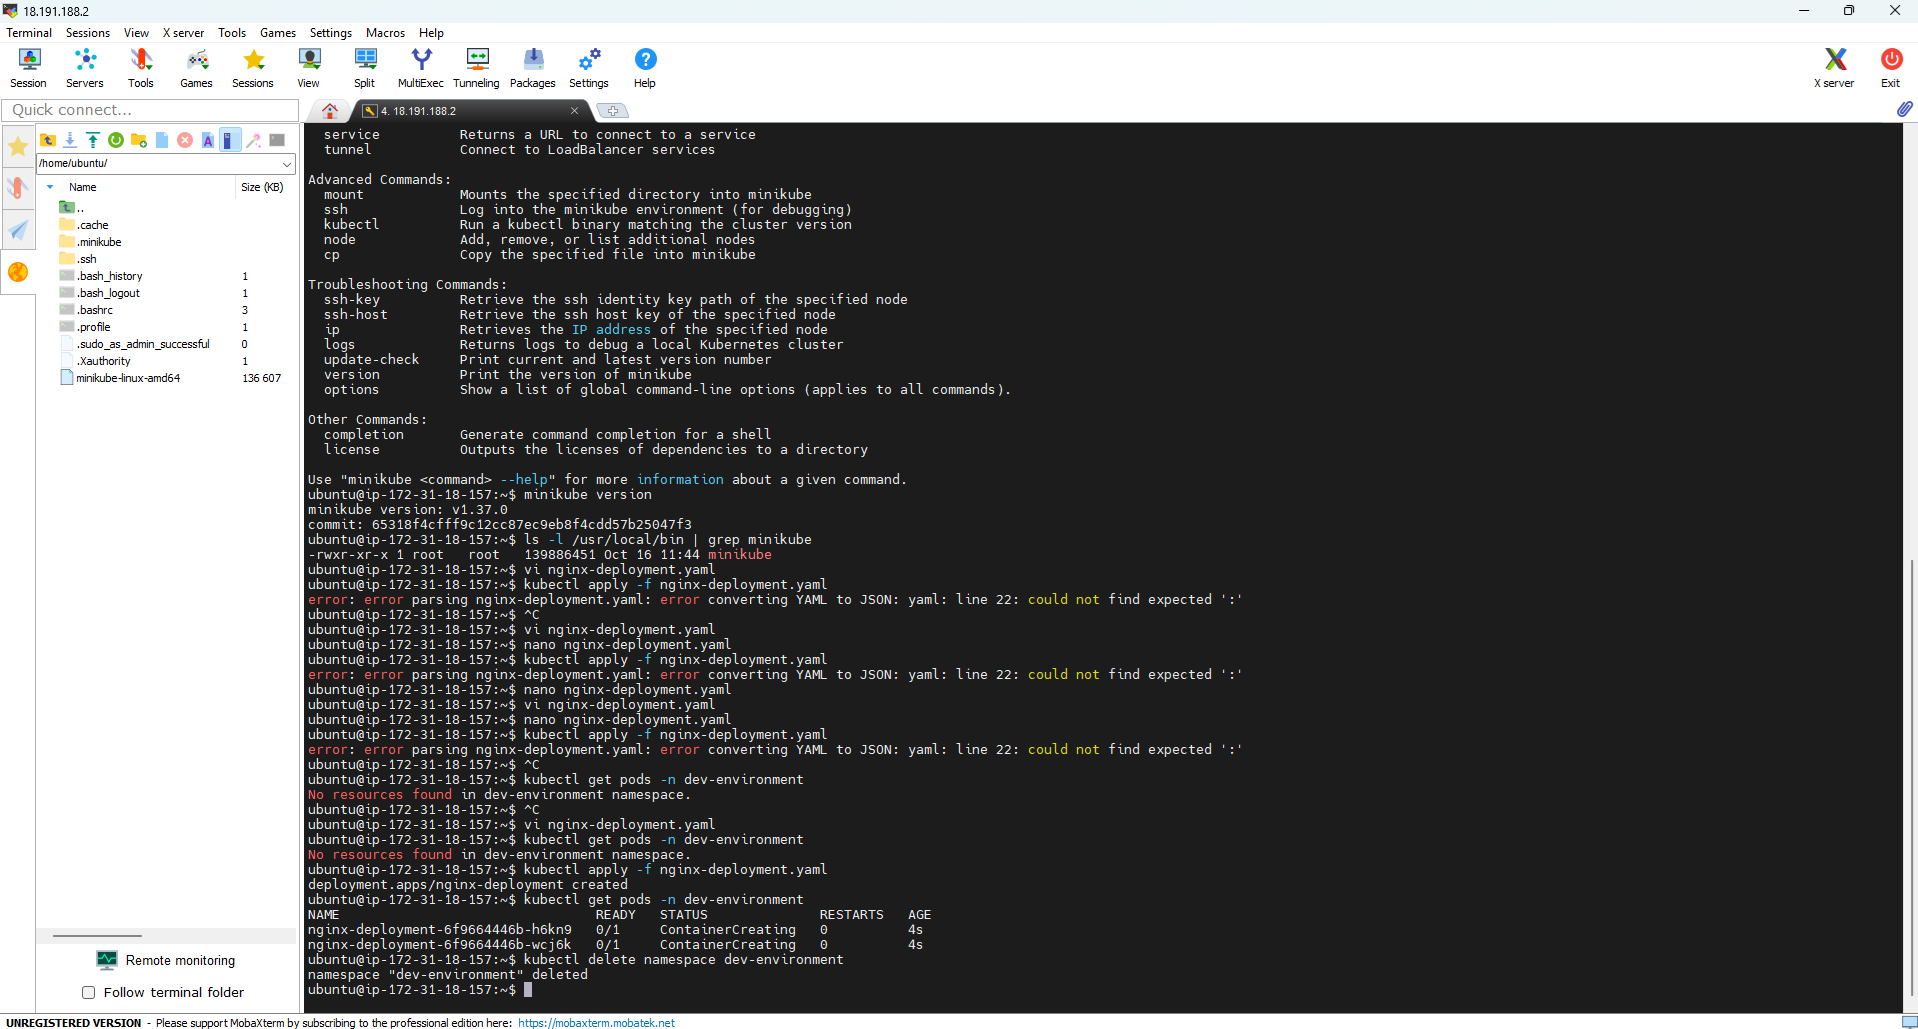 18.191.188.2
Terminal Sessions View X server Tools Games Settings Macros Help
Session Servers Tools Games Sessions View Split MultiExec Tunneling Packages Settings Help X server Exit
Quick connect...
4. 18.191.188.2
/home/ubuntu/
Name Size (KB)
..
.cache
.minikube
.ssh
.bash_history 1
.bash_logout 1
.bashrc 3
.profile 1
.sudo_as_admin_successful 0
.Xauthority 1
minikube-linux-amd64 136 607
Remote monitoring
Follow terminal folder
  service          Returns a URL to connect to a service
  tunnel           Connect to LoadBalancer services
Advanced Commands:
  mount            Mounts the specified directory into minikube
  ssh              Log into the minikube environment (for debugging)
  kubectl          Run a kubectl binary matching the cluster version
  node             Add, remove, or list additional nodes
  cp               Copy the specified file into minikube
Troubleshooting Commands:
  ssh-key          Retrieve the ssh identity key path of the specified node
  ssh-host         Retrieve the ssh host key of the specified node
  ip               Retrieves the IP address of the specified node
  logs             Returns logs to debug a local Kubernetes cluster
  update-check     Print current and latest version number
  version          Print the version of minikube
  options          Show a list of global command-line options (applies to all commands).
Other Commands:
  completion       Generate command completion for a shell
  license          Outputs the licenses of dependencies to a directory
Use "minikube <command> --help" for more information about a given command.
ubuntu@ip-172-31-18-157:~$ minikube version
minikube version: v1.37.0
commit: 65318f4cfff9c12cc87ec9eb8f4cdd57b25047f3
ubuntu@ip-172-31-18-157:~$ ls -l /usr/local/bin | grep minikube
-rwxr-xr-x 1 root   root   139886451 Oct 16 11:44 minikube
ubuntu@ip-172-31-18-157:~$ vi nginx-deployment.yaml
ubuntu@ip-172-31-18-157:~$ kubectl apply -f nginx-deployment.yaml
error: error parsing nginx-deployment.yaml: error converting YAML to JSON: yaml: line 22: could not find expected ':'
ubuntu@ip-172-31-18-157:~$ ^C
ubuntu@ip-172-31-18-157:~$ vi nginx-deployment.yaml
ubuntu@ip-172-31-18-157:~$ nano nginx-deployment.yaml
ubuntu@ip-172-31-18-157:~$ kubectl apply -f nginx-deployment.yaml
error: error parsing nginx-deployment.yaml: error converting YAML to JSON: yaml: line 22: could not find expected ':'
ubuntu@ip-172-31-18-157:~$ nano nginx-deployment.yaml
ubuntu@ip-172-31-18-157:~$ vi nginx-deployment.yaml
ubuntu@ip-172-31-18-157:~$ nano nginx-deployment.yaml
ubuntu@ip-172-31-18-157:~$ kubectl apply -f nginx-deployment.yaml
error: error parsing nginx-deployment.yaml: error converting YAML to JSON: yaml: line 22: could not find expected ':'
ubuntu@ip-172-31-18-157:~$ ^C
ubuntu@ip-172-31-18-157:~$ kubectl get pods -n dev-environment
No resources found in dev-environment namespace.
ubuntu@ip-172-31-18-157:~$ ^C
ubuntu@ip-172-31-18-157:~$ vi nginx-deployment.yaml
ubuntu@ip-172-31-18-157:~$ kubectl get pods -n dev-environment
No resources found in dev-environment namespace.
ubuntu@ip-172-31-18-157:~$ kubectl apply -f nginx-deployment.yaml
deployment.apps/nginx-deployment created
ubuntu@ip-172-31-18-157:~$ kubectl get pods -n dev-environment
NAME                                READY   STATUS              RESTARTS   AGE
nginx-deployment-6f9664446b-h6kn9   0/1     ContainerCreating   0          4s
nginx-deployment-6f9664446b-wcj6k   0/1     ContainerCreating   0          4s
ubuntu@ip-172-31-18-157:~$ kubectl delete namespace dev-environment
namespace "dev-environment" deleted
ubuntu@ip-172-31-18-157:~$
UNREGISTERED VERSION - Please support MobaXterm by subscribing to the professional edition here: https://mobaxterm.mobatek.net